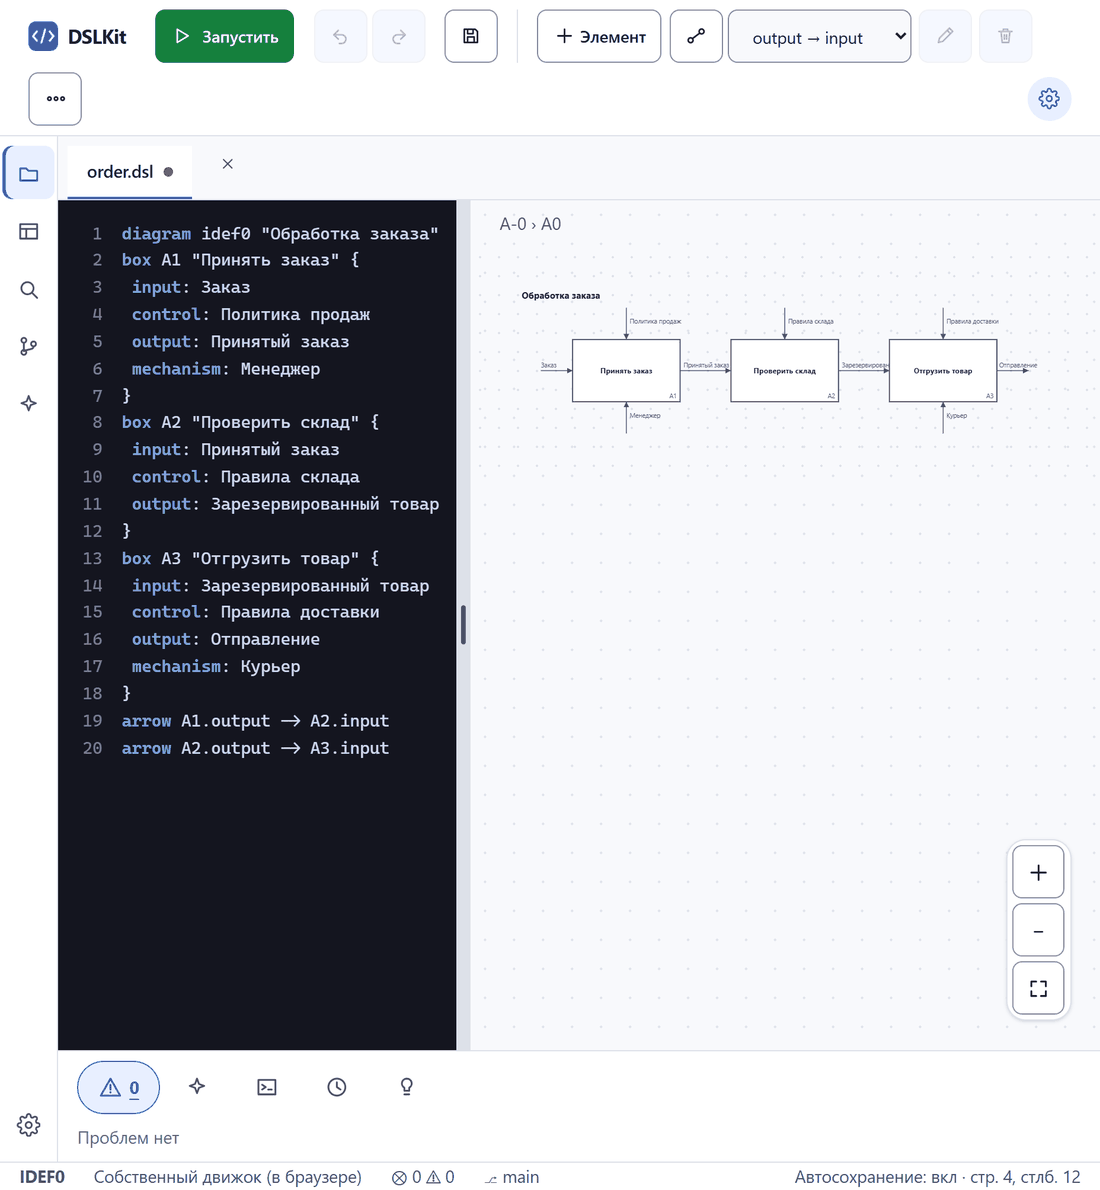 DSLKit
Запустить
Элемент
output → input
order.dsl
1 diagram idef0 "Обработка заказа"
2 box A1 "Принять заказ" {
3 input: Заказ
4 control: Политика продаж
5 output: Принятый заказ
6 mechanism: Менеджер
7 }
8 box A2 "Проверить склад" {
9 input: Принятый заказ
10 control: Правила склада
11 output: Зарезервированный товар
12 }
13 box A3 "Отгрузить товар" {
14 input: Зарезервированный товар
15 control: Правила доставки
16 output: Отправление
17 mechanism: Курьер
18 }
19 arrow A1.output —> A2.input
20 arrow A2.output —> A3.input
A-0 › A0
Обработка заказа
Политика продаж
Правила склада
Правила доставки
Заказ
Принять заказ
Принятый заказ
Проверить склад
Зарезервирован
Отгрузить товар
Отправление
A1
A2
A3
Менеджер
Курьер
0
Проблем нет
IDEF0 Собственный движок (в браузере) 0 0 main Автосохранение: вкл · стр. 4, стлб. 12